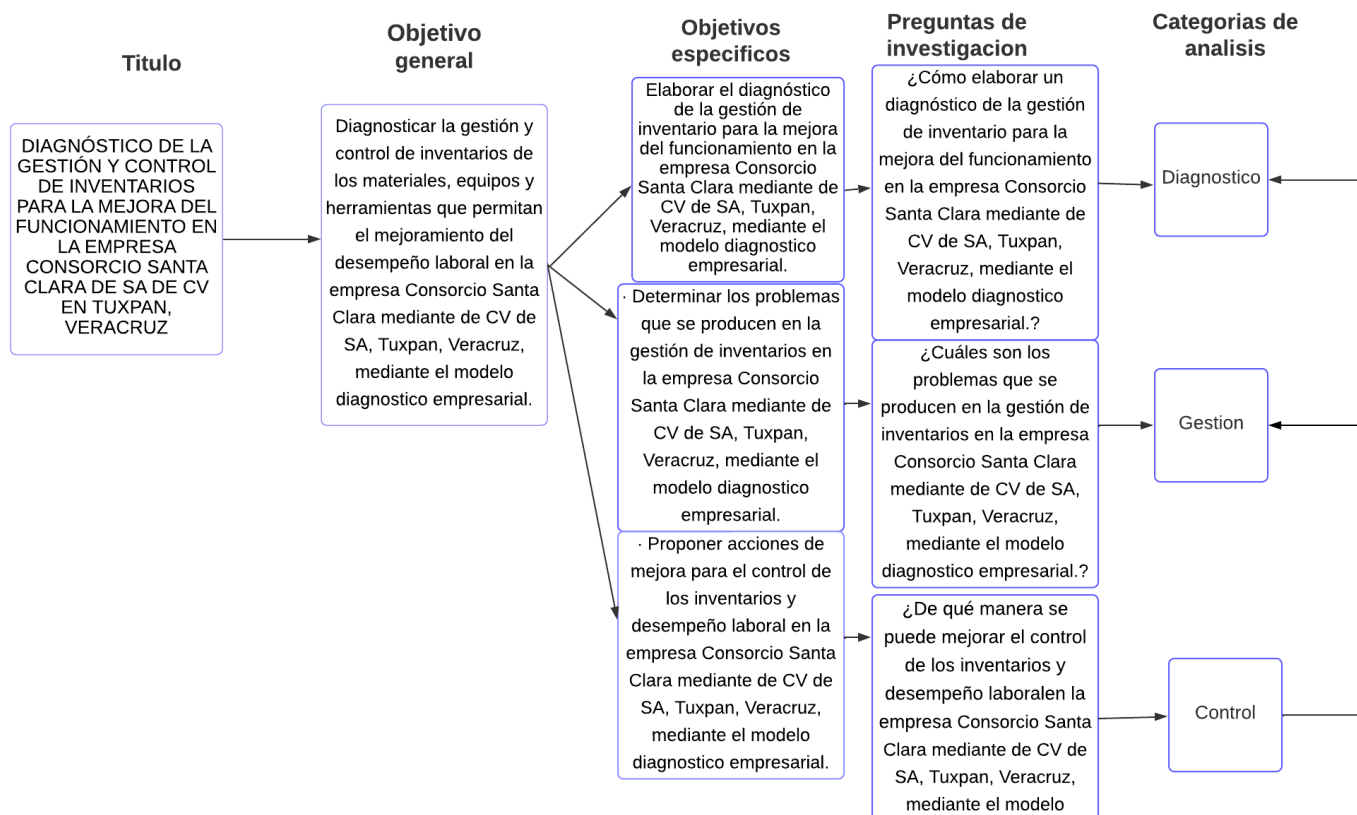 Titulo
Objetivo
general
Objetivos
especificos
Preguntas de
investigacion
Categorias de
analisis
DIAGNÓSTICO DE LA
GESTIÓN Y CONTROL
DE INVENTARIOS
PARA LA MEJORA DEL
FUNCIONAMIENTO EN
LA EMPRESA
CONSORCIO SANTA
CLARA DE SA DE CV
EN TUXPAN,
VERACRUZ
Diagnosticar la gestión y
control de inventarios de
los materiales, equipos y
herramientas que permitan
el mejoramiento del
desempeño laboral en la
empresa Consorcio Santa
Clara mediante de CV de
SA, Tuxpan, Veracruz,
mediante el modelo
diagnostico empresarial.
Elaborar el diagnóstico
de la gestión de
inventario para la mejora
del funcionamiento en la
empresa Consorcio
Santa Clara mediante de
CV de SA, Tuxpan,
Veracruz, mediante el
modelo diagnostico
empresarial.
· Determinar los problemas
que se producen en la
gestión de inventarios en
la empresa Consorcio
Santa Clara mediante de
CV de SA, Tuxpan,
Veracruz, mediante el
modelo diagnostico
empresarial.
· Proponer acciones de
mejora para el control de
los inventarios y
desempeño laboral en la
empresa Consorcio Santa
Clara mediante de CV de
SA, Tuxpan, Veracruz,
mediante el modelo
diagnostico empresarial.
¿Cómo elaborar un
diagnóstico de la gestión
de inventario para la
mejora del funcionamiento
en la empresa Consorcio
Santa Clara mediante de
CV de SA, Tuxpan,
Veracruz, mediante el
modelo diagnostico
empresarial.?
¿Cuáles son los
problemas que se
producen en la gestión de
inventarios en la empresa
Consorcio Santa Clara
mediante de CV de SA,
Tuxpan, Veracruz,
mediante el modelo
diagnostico empresarial.?
¿De qué manera se
puede mejorar el control
de los inventarios y
desempeño laboralen la
empresa Consorcio Santa
Clara mediante de CV de
SA, Tuxpan, Veracruz,
mediante el modelo
Diagnostico
Gestion
Control